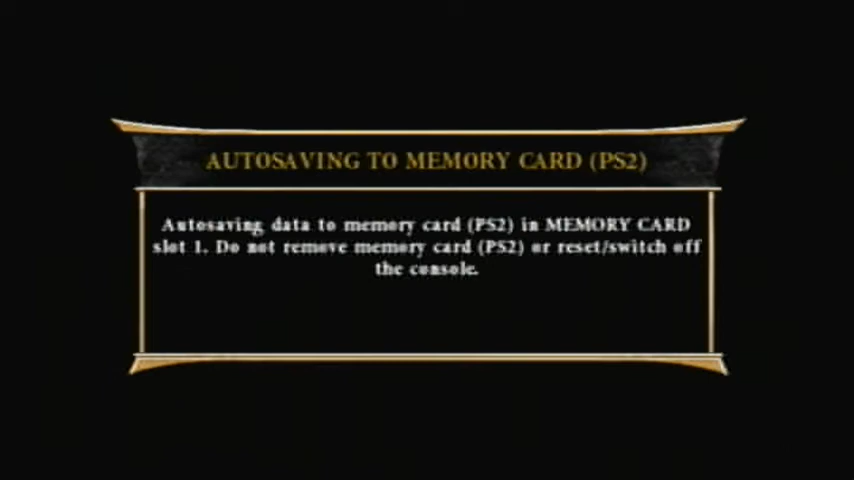 AUTOSAVING TO MEMORY CARD (PS2)
Autosaving data to memory card (PS2) in MEMORY CARD
slot 1. Do not remove memory card (PS2) or reset/switch off
the console.